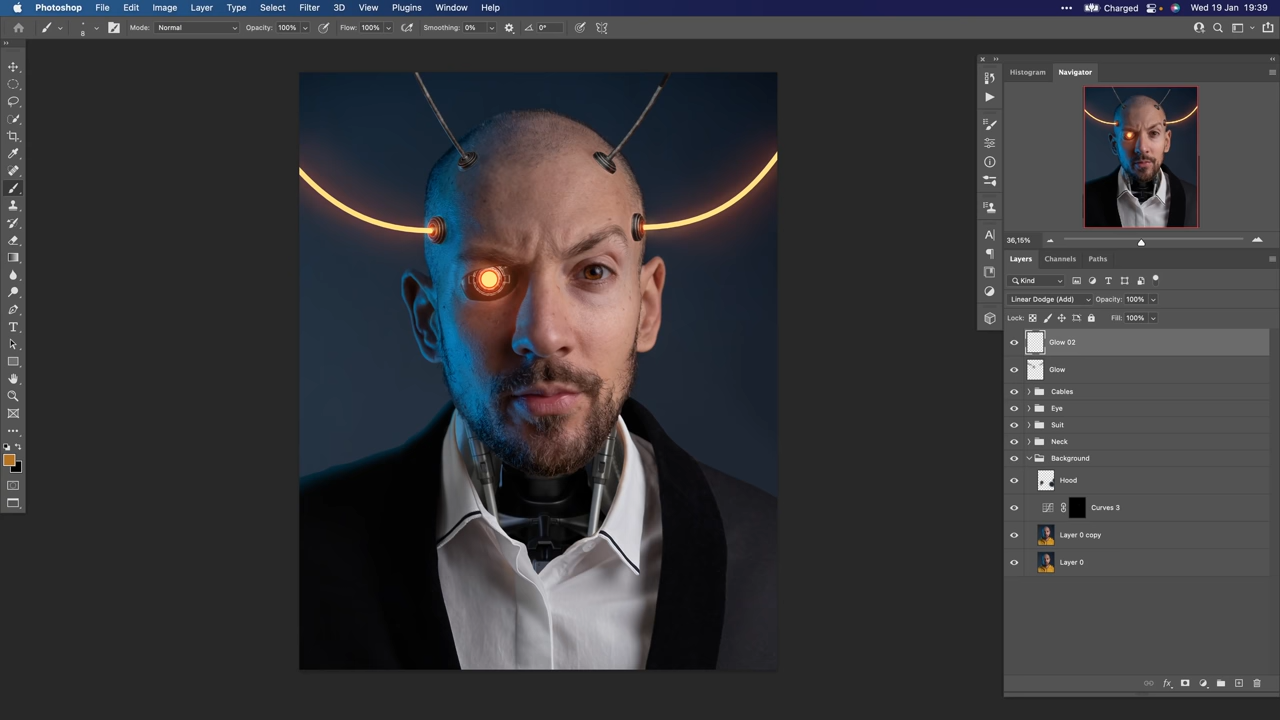 Photoshop File Edit Image Layer Type Select Filter 3D View Plugins Window Help Charged Wed 19 Jan 19:39
8 Mode: Normal Opacity: 100% Flow: 100% Smoothing: 0% 0°
Histogram Navigator
36,15%
Layers Channels Paths
Kind
Linear Dodge (Add) Opacity: 100%
Lock: Fill: 100%
Glow 02
Glow
Cables
Eye
Suit
Neck
Background
Hood
Curves 3
Layer 0 copy
Layer 0